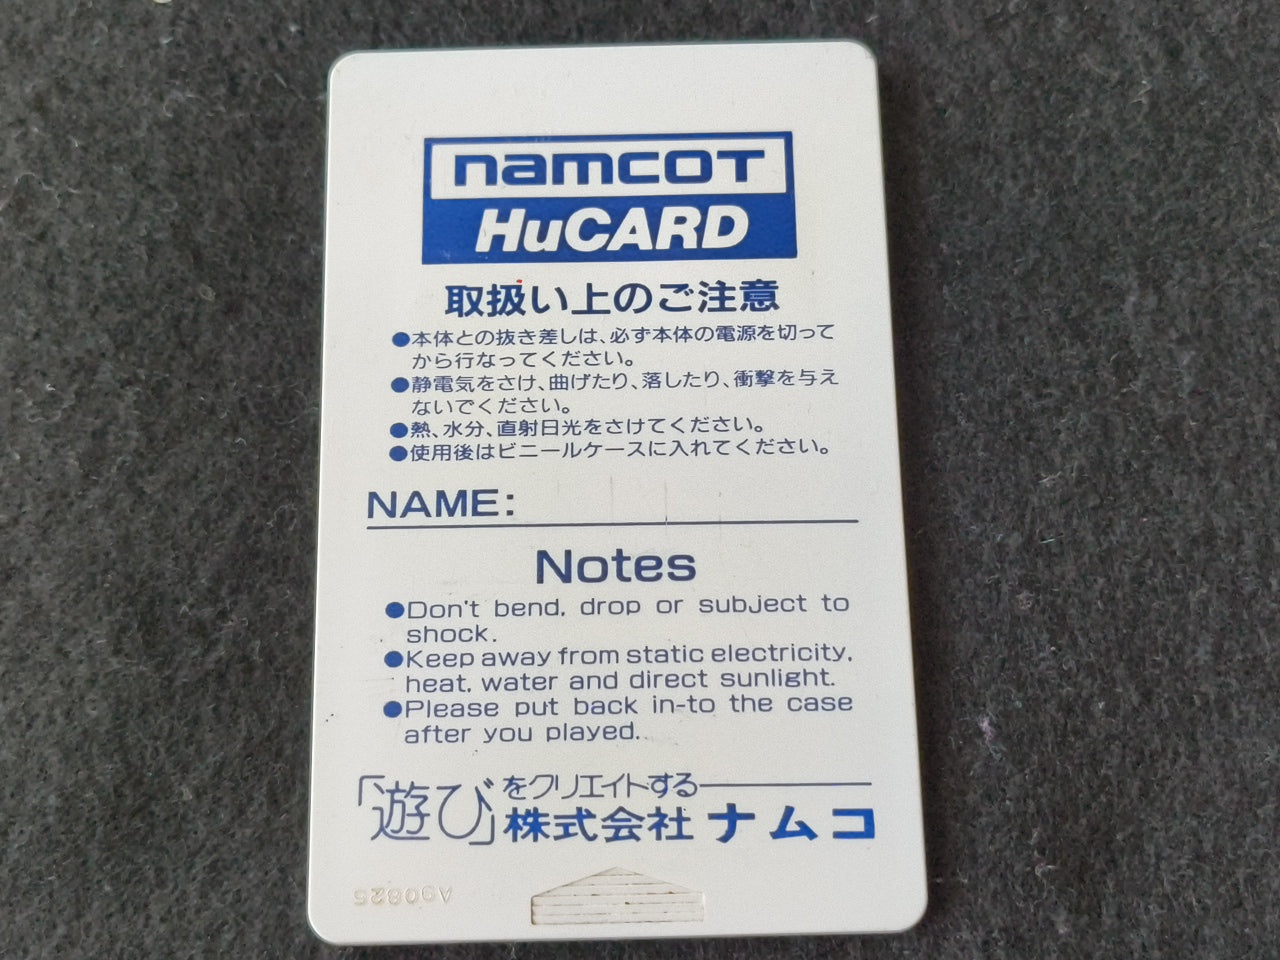 namcot
HuCARD
取扱い上のご注意
●本体との抜き差しは、必ず本体の電源を切って
から行なってください。
●静電気をさけ、曲げたり、落したり、衝撃を与え
ないでください。
●熱、水分、直射日光をさけてください。
●使用後はビニールケースに入れてください。
NAME:
Notes
●Don't bend, drop or subject to
shock.
●Keep away from static electricity,
heat, water and direct sunlight.
●Please put back in-to the case
after you played.
「遊び」をクリエイトする
株式会社ナムコ